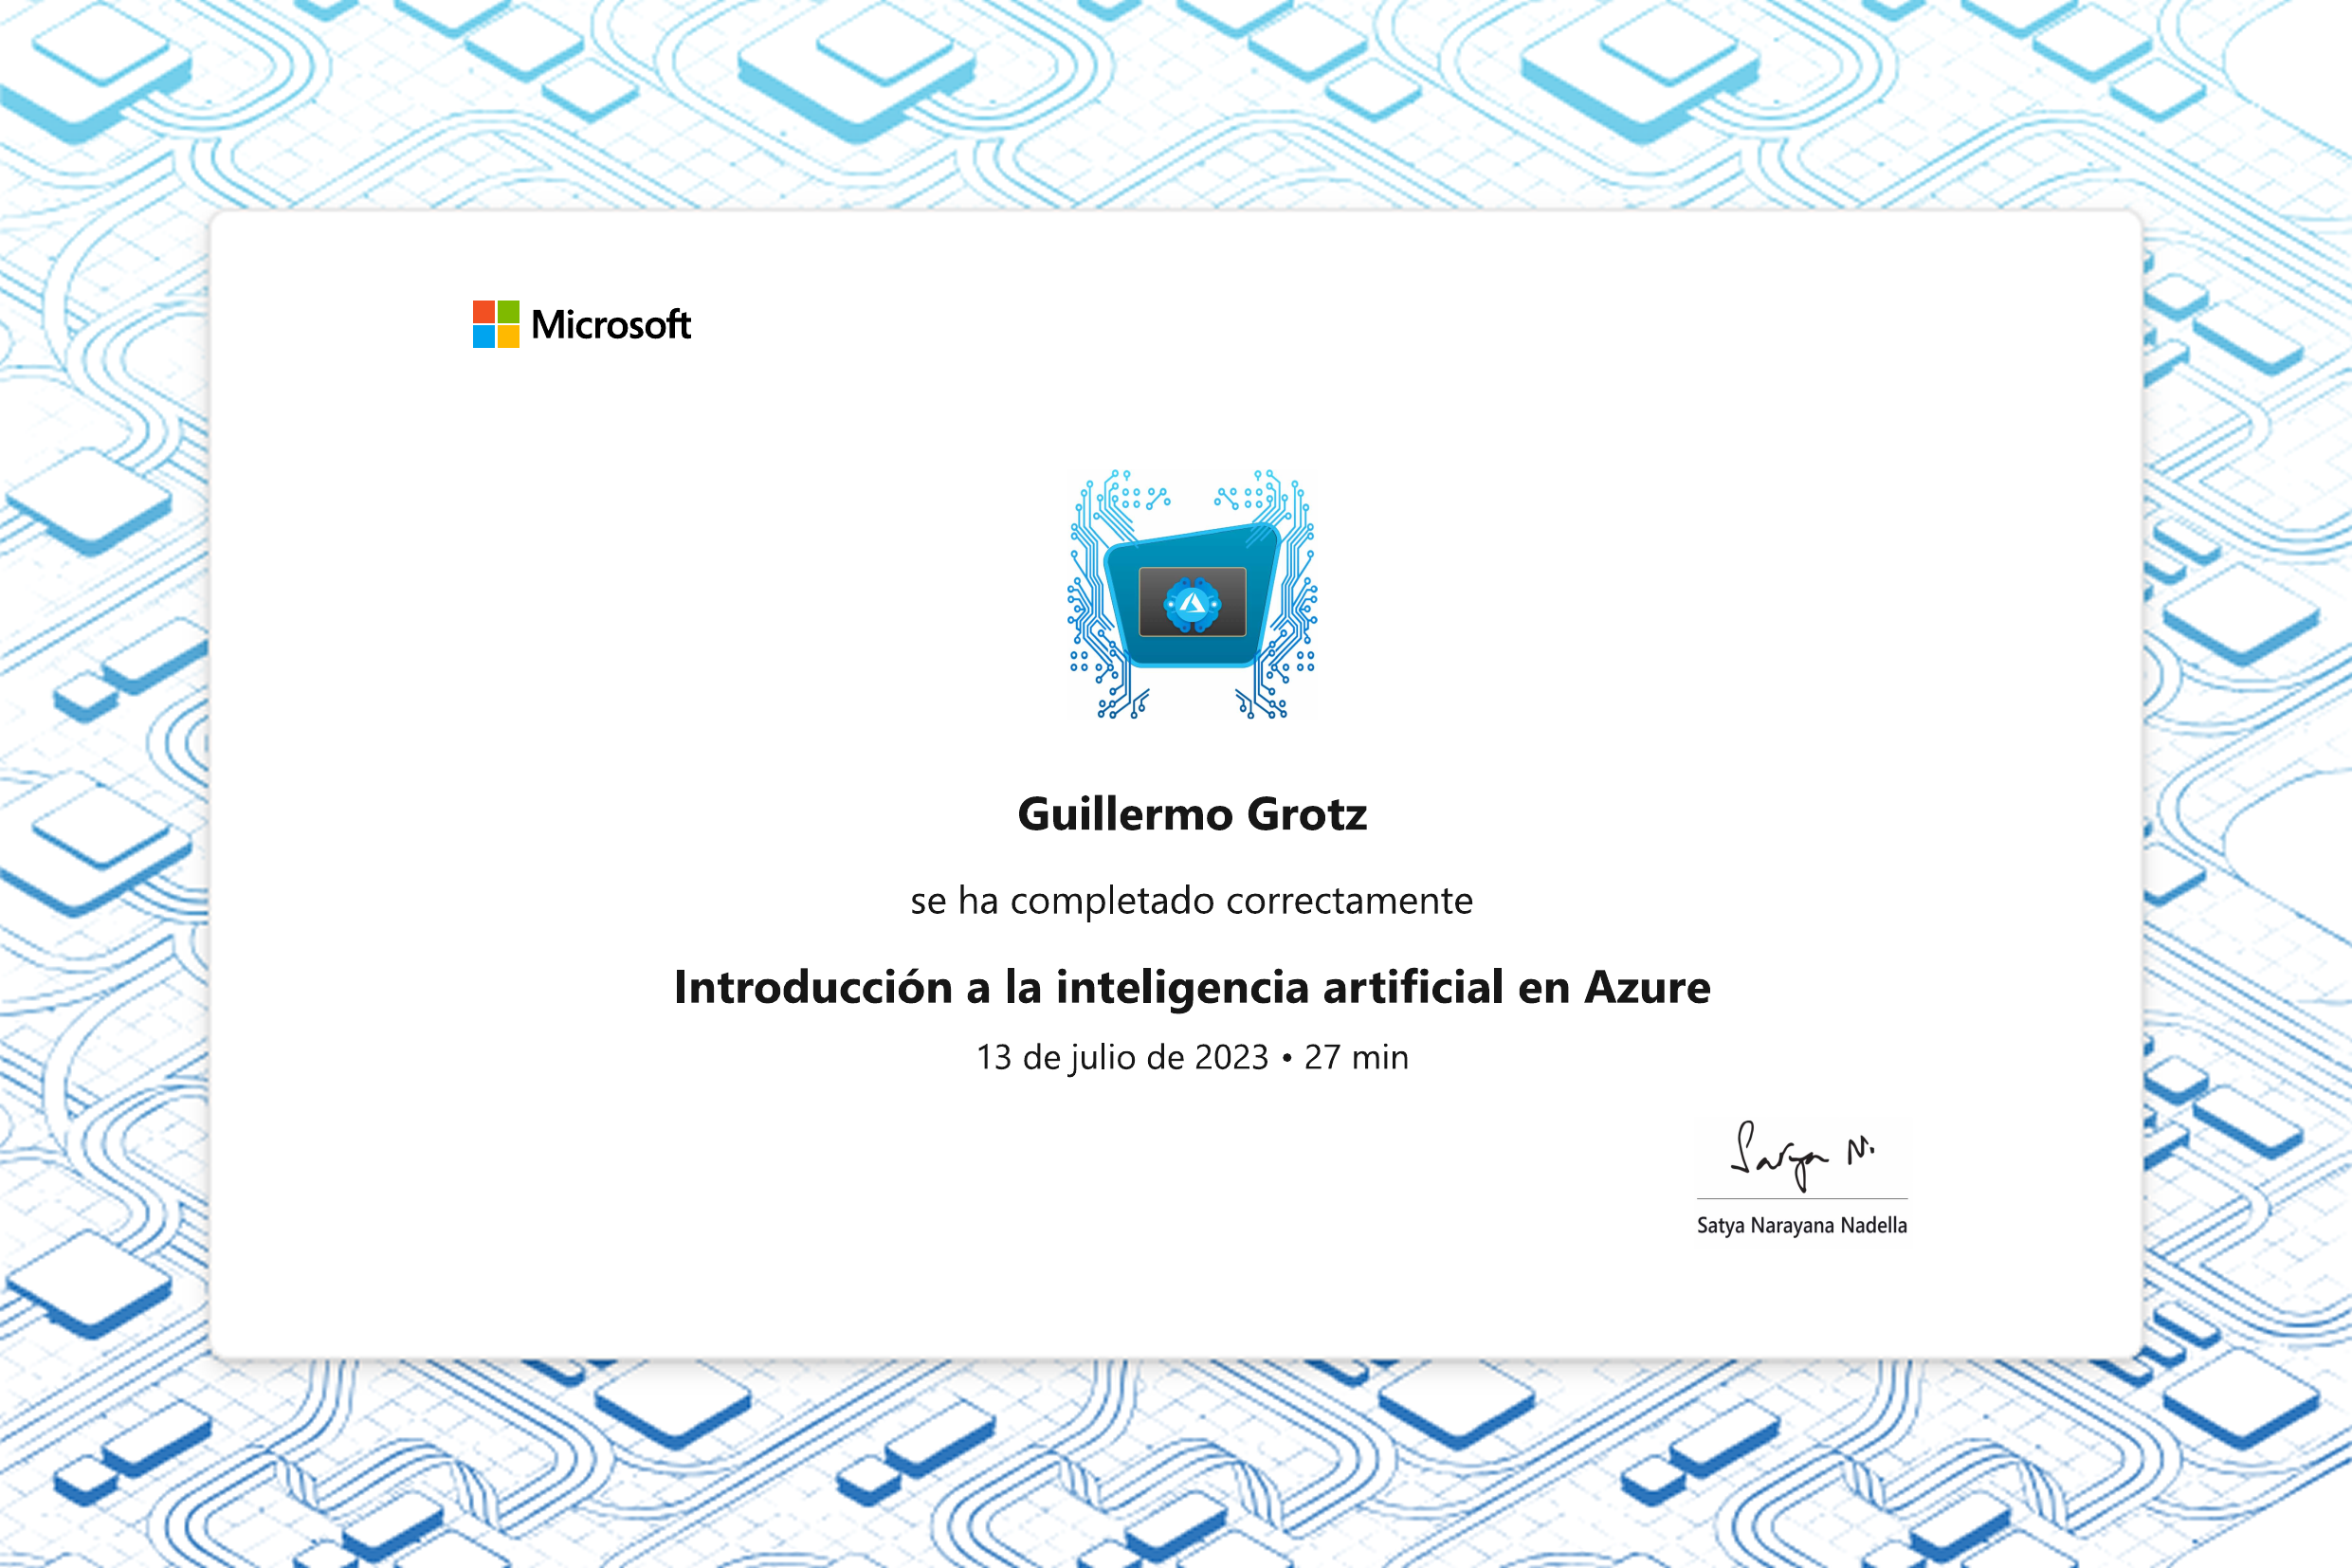 Microsoft
Guillermo Grotz
se ha completado correctamente
Introducción a la inteligencia artificial en Azure
13 de julio de 2023 • 27 min
Satya N.
Satya Narayana Nadella